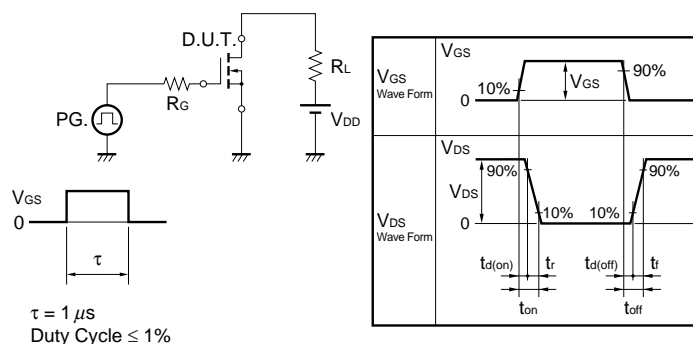 D.U.T.
RL
RG
PG.
VDD
VGS
0
τ
τ = 1 μs
Duty Cycle ≤ 1%
VGS
Wave Form
VGS
10%
VGS
90%
0
VDS
Wave Form
VDS
90%
VDS
90%
10%
10%
0
td(on)
tr
td(off)
tf
ton
toff